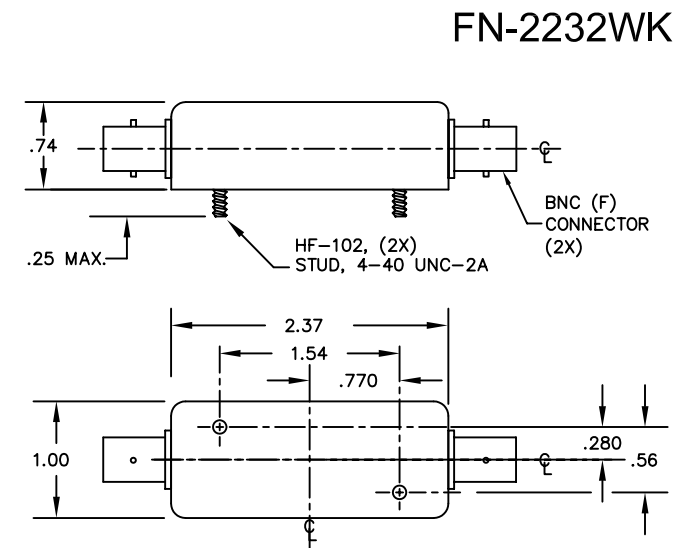 FN-2232WK
.74
℄
BNC (F)
CONNECTOR
(2X)
.25 MAX.
HF-102, (2X)
STUD, 4-40 UNC-2A
2.37
1.54
.770
1.00
.280
℄
.56
℄